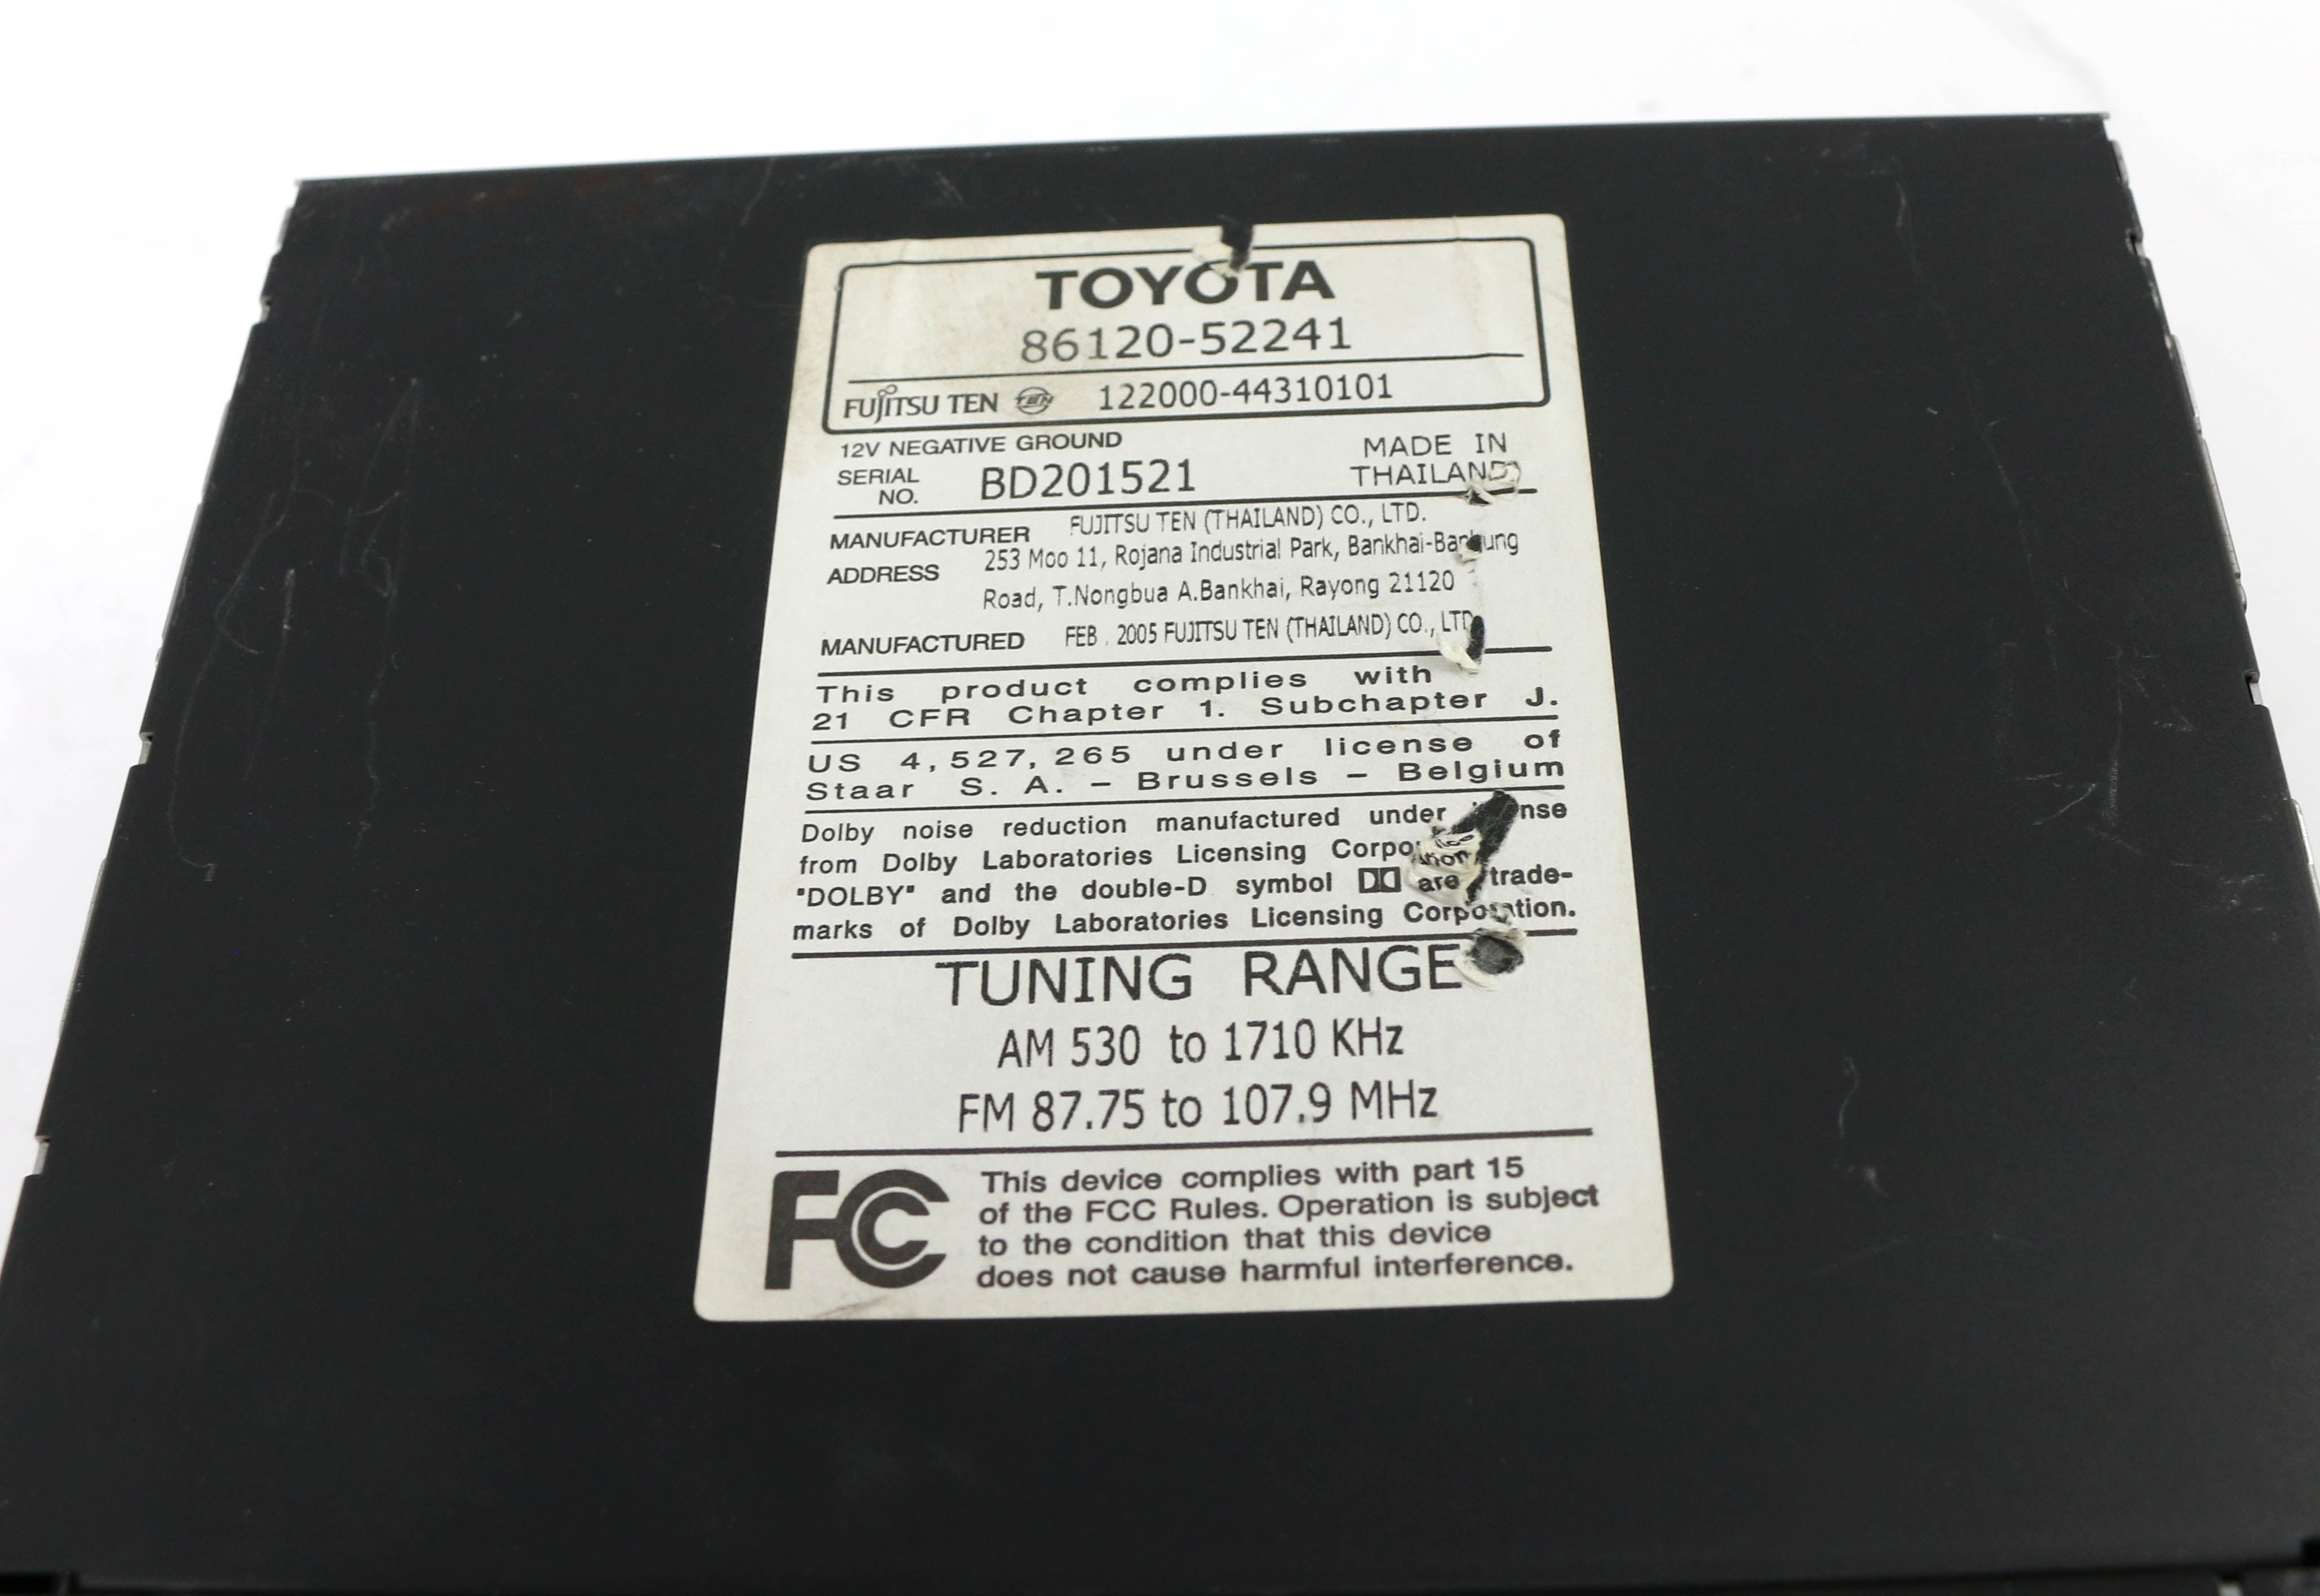 TOYOTA
86120-52241
FUJITSU TEN TEN 122000-44310101
12V NEGATIVE GROUND
SERIAL NO. BD201521
MADE IN THAILAND
MANUFACTURER FUJITSU TEN (THAILAND) CO., LTD.
ADDRESS 253 Moo 11, Rojana Industrial Park,
Road, T.Nongbua A.Bankhai, Rayong 21120
MANUFACTURED FEB . 2005 FUJITSU TEN (THAILAND) CO., LTD
This product complies with
21 CFR Chapter 1. Subchapter J.
US 4,527,265 under license of
Staar S. A. – Brussels – Belgium
Dolby noise reduction manufactured under
from Dolby Laboratories Licensing
"DOLBY" and the double-D symbol are trade-
marks of Dolby Laboratories Licensing Corporation.
TUNING RANGE
AM 530 to 1710 KHz
FM 87.75 to 107.9 MHz
FC This device complies with part 15
of the FCC Rules. Operation is subject
to the condition that this device
does not cause harmful interference.